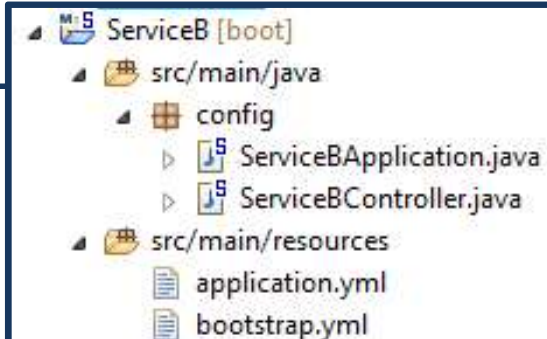 ServiceB [boot]
src/main/java
config
ServiceBApplication.java
ServiceBController.java
src/main/resources
application.yml
bootstrap.yml